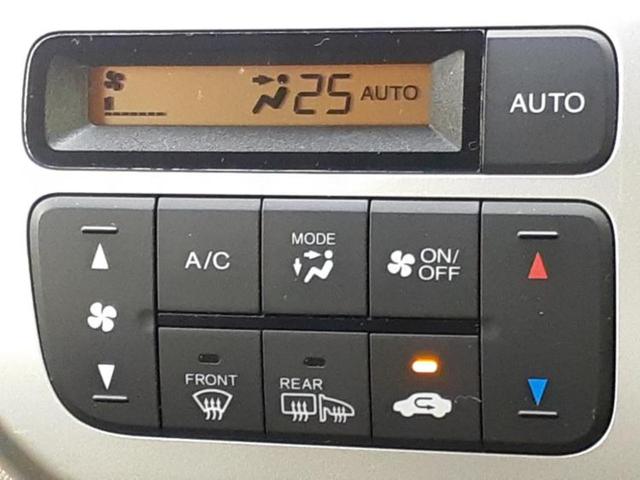 25 AUTO
AUTO
A/C
MODE
ON/
OFF
FRONT
REAR